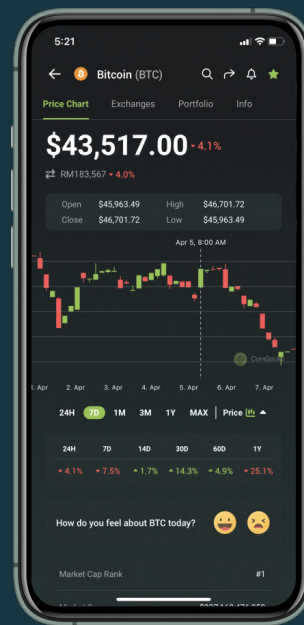 5:21
Bitcoin (BTC)
Price Chart Exchanges Portfolio Info
$43,517.00 4.1%
RM183,567 4.0%
Open $45,963.49 High $46,701.72
Close $46,701.72 Low $45,963.49
Apr 5, 8:00 AM
CoinGecko
1. Apr 2. Apr 3. Apr 4. Apr 5. Apr 6. Apr 7. Apr
24H 7D 1M 3M 1Y MAX | Price
24H 7D 14D 30D 60D 1Y
4.1% 7.5% 1.7% 14.3% 4.9% 25.1%
How do you feel about BTC today?
Market Cap Rank #1